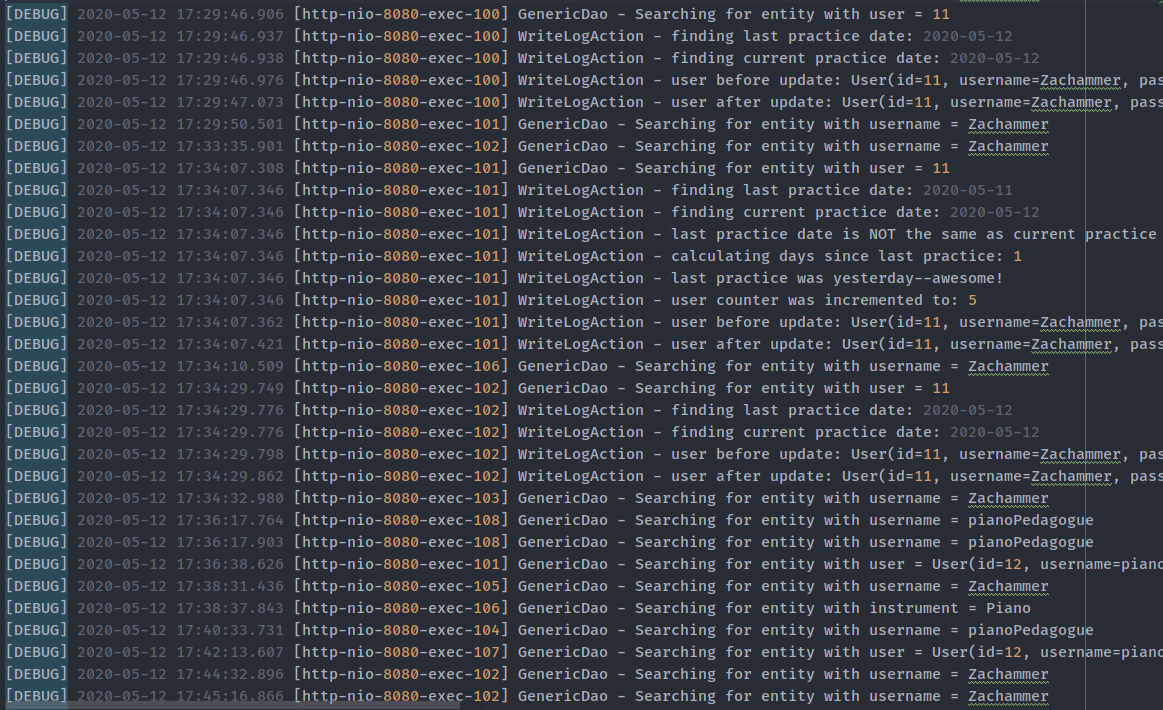 [DEBUG] 2020-05-12 17:29:46.906 [http-nio-8080-exec-100] GenericDao - Searching for entity with user = 11
[DEBUG] 2020-05-12 17:29:46.937 [http-nio-8080-exec-100] WriteLogAction - finding last practice date: 2020-05-12
[DEBUG] 2020-05-12 17:29:46.938 [http-nio-8080-exec-100] WriteLogAction - finding current practice date: 2020-05-12
[DEBUG] 2020-05-12 17:29:46.976 [http-nio-8080-exec-100] WriteLogAction - user before update: User(id=11, username=Zachammer, pas
[DEBUG] 2020-05-12 17:29:47.073 [http-nio-8080-exec-100] WriteLogAction - user after update: User(id=11, username=Zachammer, pass
[DEBUG] 2020-05-12 17:29:50.501 [http-nio-8080-exec-101] GenericDao - Searching for entity with username = Zachammer
[DEBUG] 2020-05-12 17:33:35.901 [http-nio-8080-exec-102] GenericDao - Searching for entity with username = Zachammer
[DEBUG] 2020-05-12 17:34:07.308 [http-nio-8080-exec-101] GenericDao - Searching for entity with user = 11
[DEBUG] 2020-05-12 17:34:07.346 [http-nio-8080-exec-101] WriteLogAction - finding last practice date: 2020-05-11
[DEBUG] 2020-05-12 17:34:07.346 [http-nio-8080-exec-101] WriteLogAction - finding current practice date: 2020-05-12
[DEBUG] 2020-05-12 17:34:07.346 [http-nio-8080-exec-101] WriteLogAction - last practice date is NOT the same as current practice
[DEBUG] 2020-05-12 17:34:07.346 [http-nio-8080-exec-101] WriteLogAction - calculating days since last practice: 1
[DEBUG] 2020-05-12 17:34:07.346 [http-nio-8080-exec-101] WriteLogAction - last practice was yesterday--awesome!
[DEBUG] 2020-05-12 17:34:07.346 [http-nio-8080-exec-101] WriteLogAction - user counter was incremented to: 5
[DEBUG] 2020-05-12 17:34:07.362 [http-nio-8080-exec-101] WriteLogAction - user before update: User(id=11, username=Zachammer, pas
[DEBUG] 2020-05-12 17:34:07.421 [http-nio-8080-exec-101] WriteLogAction - user after update: User(id=11, username=Zachammer, pass
[DEBUG] 2020-05-12 17:34:10.509 [http-nio-8080-exec-106] GenericDao - Searching for entity with username = Zachammer
[DEBUG] 2020-05-12 17:34:29.749 [http-nio-8080-exec-102] GenericDao - Searching for entity with user = 11
[DEBUG] 2020-05-12 17:34:29.776 [http-nio-8080-exec-102] WriteLogAction - finding last practice date: 2020-05-12
[DEBUG] 2020-05-12 17:34:29.776 [http-nio-8080-exec-102] WriteLogAction - finding current practice date: 2020-05-12
[DEBUG] 2020-05-12 17:34:29.798 [http-nio-8080-exec-102] WriteLogAction - user before update: User(id=11, username=Zachammer, pas
[DEBUG] 2020-05-12 17:34:29.862 [http-nio-8080-exec-102] WriteLogAction - user after update: User(id=11, username=Zachammer, pass
[DEBUG] 2020-05-12 17:34:32.980 [http-nio-8080-exec-103] GenericDao - Searching for entity with username = Zachammer
[DEBUG] 2020-05-12 17:36:17.764 [http-nio-8080-exec-108] GenericDao - Searching for entity with username = pianoPedagogue
[DEBUG] 2020-05-12 17:36:17.903 [http-nio-8080-exec-108] GenericDao - Searching for entity with username = pianoPedagogue
[DEBUG] 2020-05-12 17:36:38.626 [http-nio-8080-exec-101] GenericDao - Searching for entity with user = User(id=12, username=piano
[DEBUG] 2020-05-12 17:38:31.436 [http-nio-8080-exec-105] GenericDao - Searching for entity with username = Zachammer
[DEBUG] 2020-05-12 17:38:37.843 [http-nio-8080-exec-106] GenericDao - Searching for entity with instrument = Piano
[DEBUG] 2020-05-12 17:40:33.731 [http-nio-8080-exec-104] GenericDao - Searching for entity with username = pianoPedagogue
[DEBUG] 2020-05-12 17:42:13.607 [http-nio-8080-exec-107] GenericDao - Searching for entity with user = User(id=12, username=piano
[DEBUG] 2020-05-12 17:44:32.896 [http-nio-8080-exec-102] GenericDao - Searching for entity with username = Zachammer
[DEBUG] 2020-05-12 17:45:16.866 [http-nio-8080-exec-102] GenericDao - Searching for entity with username = Zachammer